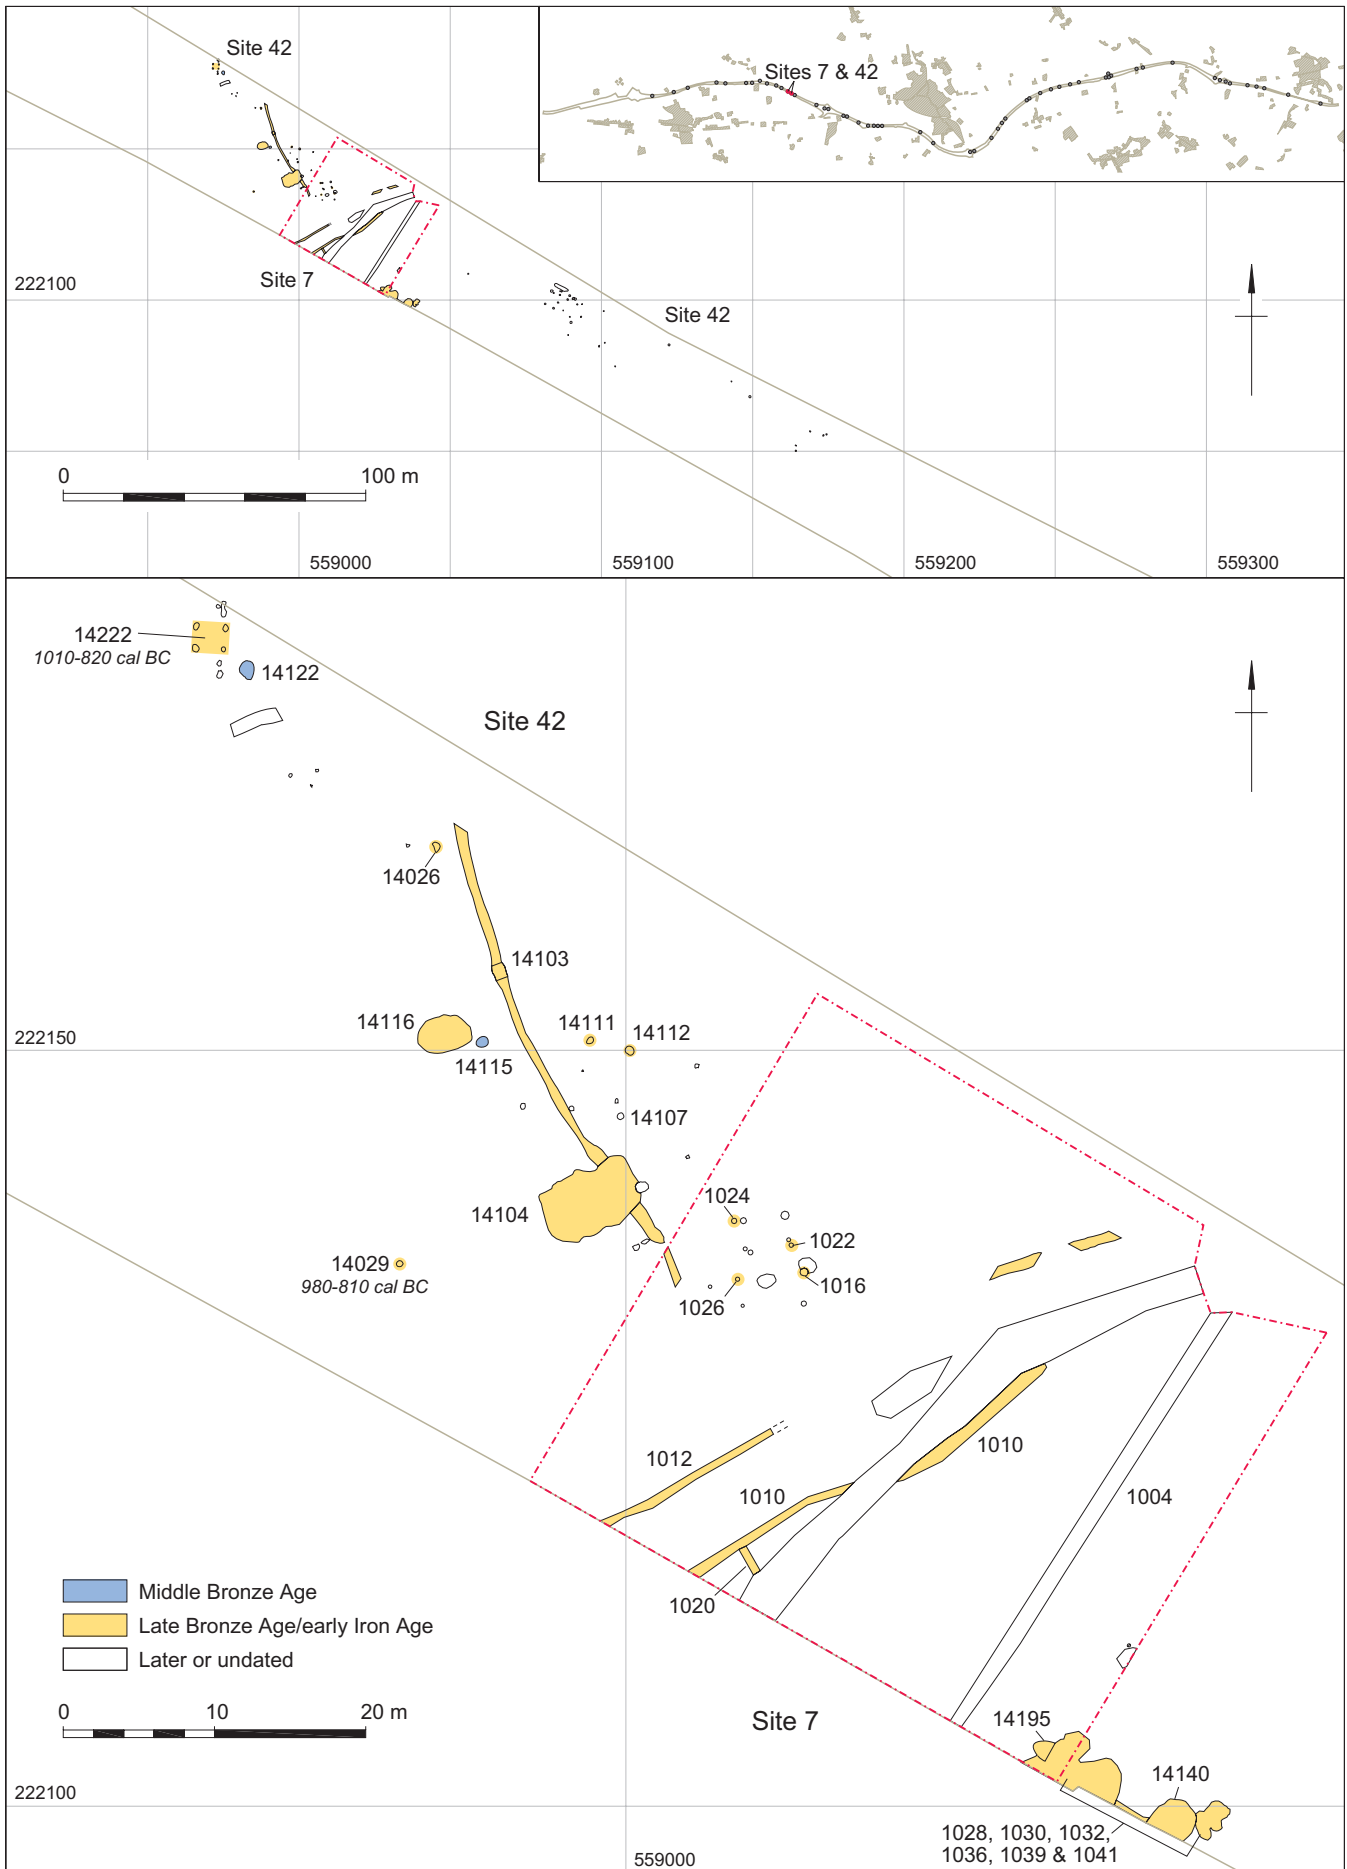 Site 42
Sites 7 & 42
Site 7
222100
Site 42
0 100 m
559000 559100 559200 559300
14222
1010-820 cal BC
14122
Site 42
14026
14103
14116
14111
14112
222150
14115
14107
1024
14104
1022
14029
980-810 cal BC
1016
1026
1012
1010
1010
1004
Middle Bronze Age
1020
Late Bronze Age/early Iron Age
Later or undated
0 10 20 m
Site 7
14195
14140
222100
1028, 1030, 1032,
1036, 1039 & 1041
559000